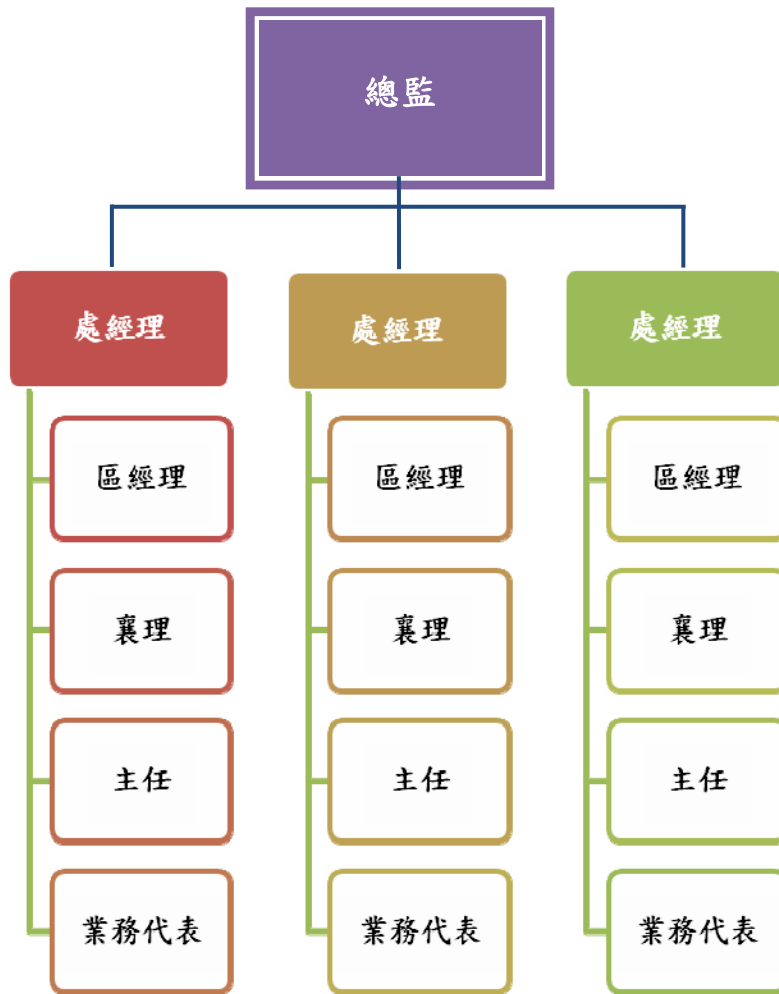 總監
處經理
處經理
處經理
區經理
區經理
區經理
襄理
襄理
襄理
主任
主任
主任
業務代表
業務代表
業務代表